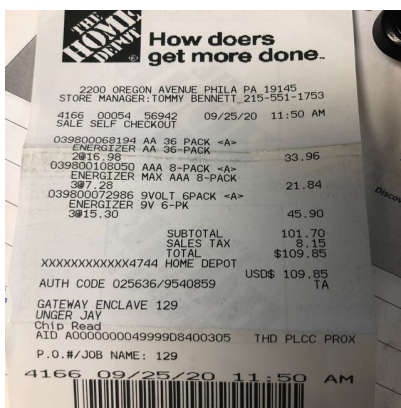 THE
HOME
DEPOT
How doers
get more done™
2200 OREGON AVENUE PHILA PA 19145
STORE MANAGER:TOMMY BENNETT 215-551-1753
4166 00054 56942 09/25/20 11:50 AM
SALE SELF CHECKOUT
039800068194 AA 36 PACK <A>
ENERGIZER AA 36-PACK
2@16.98 33.96
039800108050 AAA 8-PACK <A>
ENERGIZER MAX AAA 8-PACK
3@7.28 21.84
039800072986 9VOLT 6PACK <A>
ENERGIZER 9V 6-PK
3@15.30 45.90
SUBTOTAL 101.70
SALES TAX 8.15
TOTAL $109.85
XXXXXXXXXXXX4744 HOME DEPOT
USD$ 109.85
AUTH CODE 025636/9540859 TA
GATEWAY ENCLAVE 129
UNGER JAY
Chip Read
AID A0000000049999D8400305 THD PLCC PROX
P.O.#/JOB NAME: 129
4166 09/25/20 11:50 AM